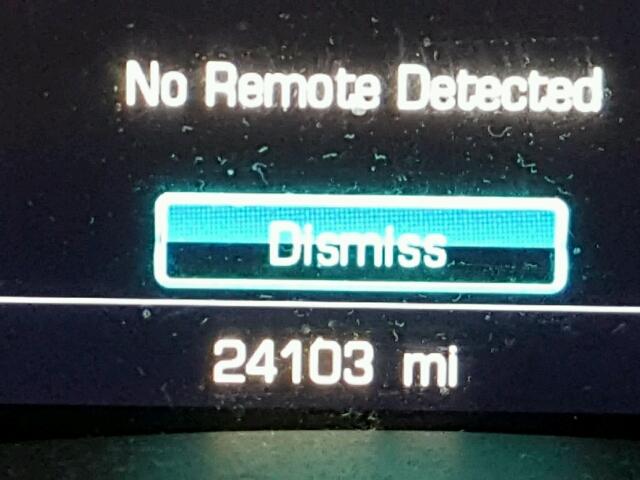 No Remote Detected
Dismiss
24103 mi